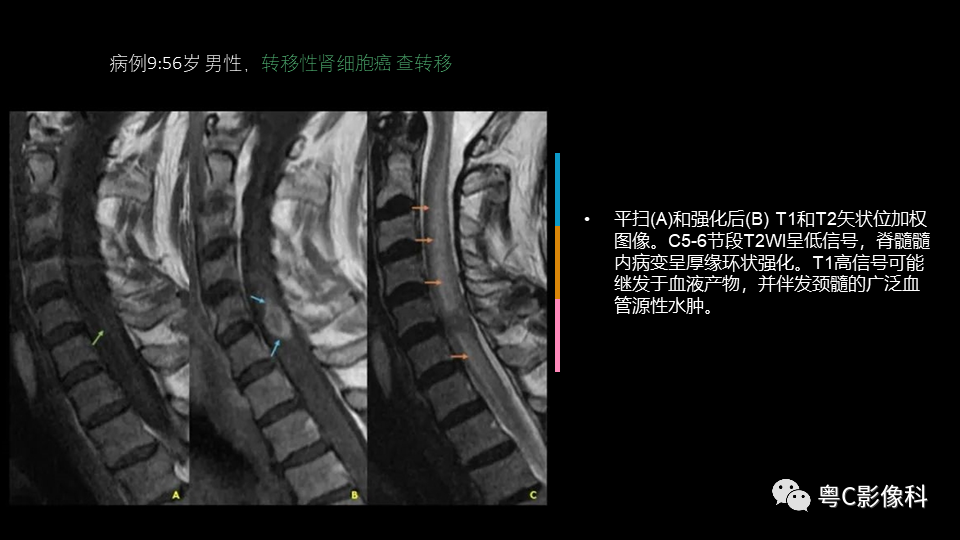 病例9:56岁 男性，转移性肾细胞癌 查转移
• 平扫(A)和强化后(B) T1和T2矢状位加权
图像。C5-6节段T2WI呈低信号，脊髓髓
内病变呈厚缘环状强化。T1高信号可能
继发于血液产物，并伴发颈髓的广泛血
管源性水肿。
A
B
C
粤C影像科